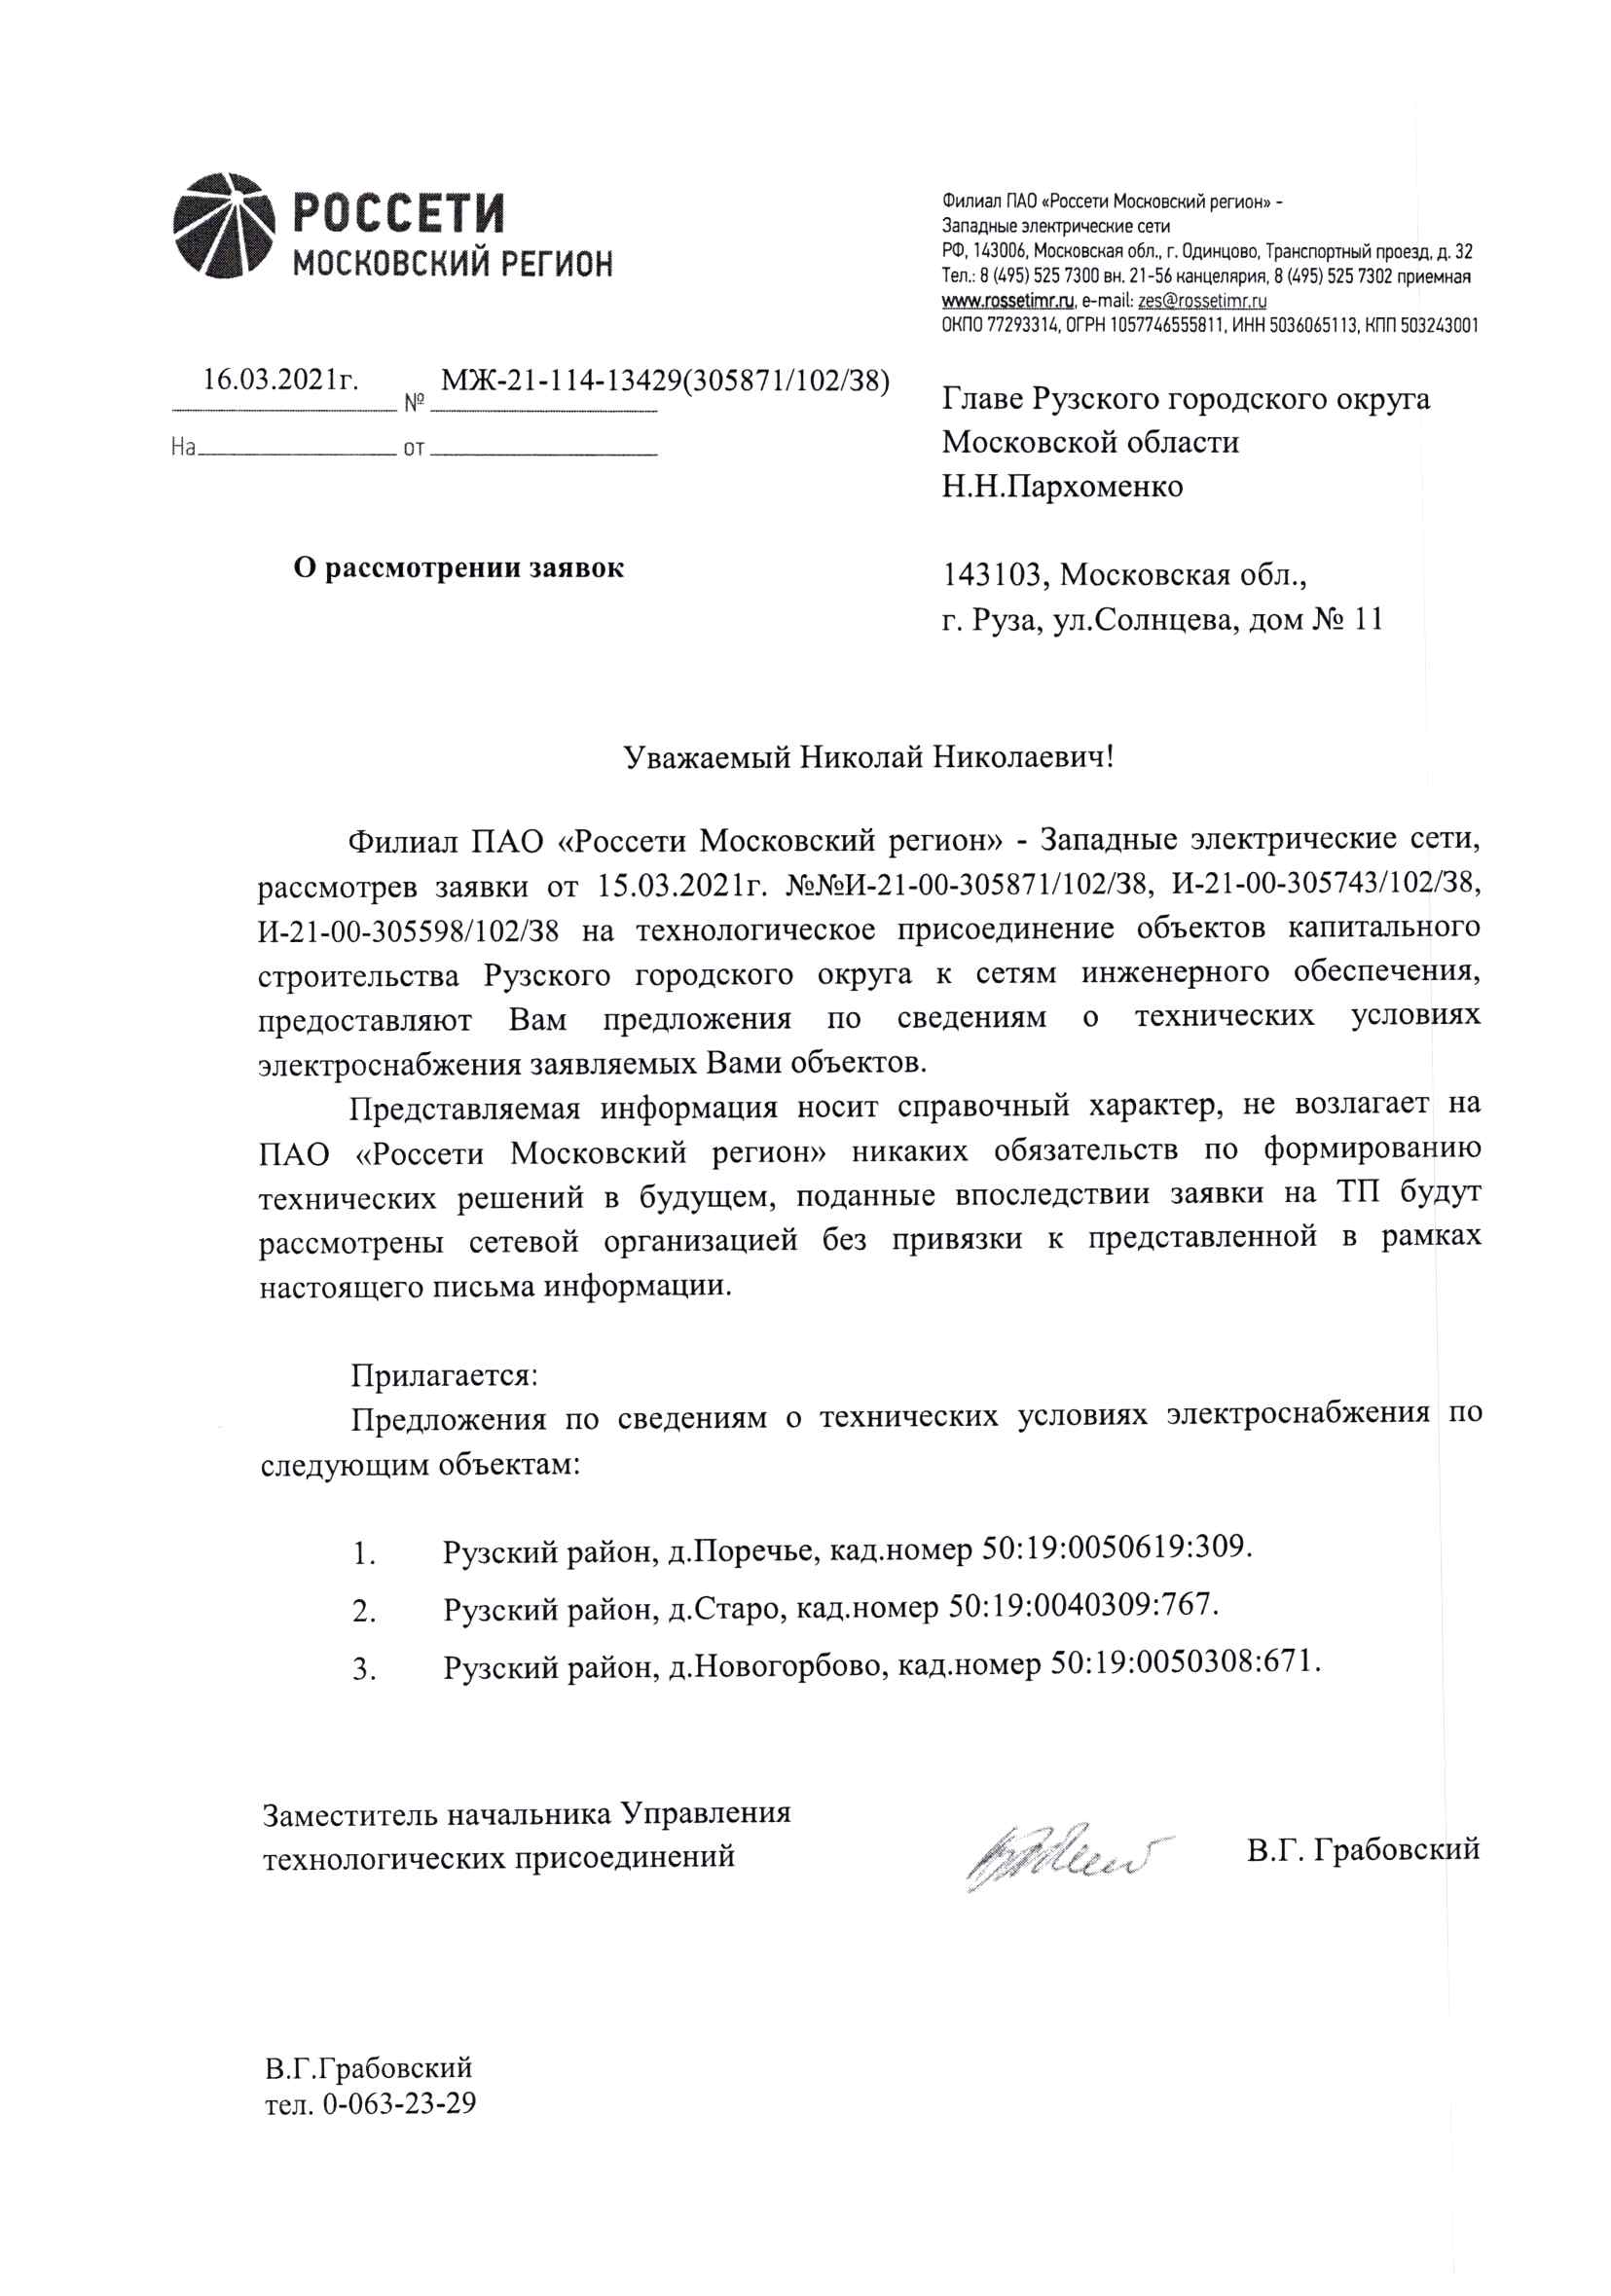 РОССЕТИ
МОСКОВСКИЙ РЕГИОН
Филиал ПАО «Россети Московский регион» -
Западные электрические сети
РФ, 143006, Московская обл., г. Одинцово, Транспортный проезд, д. 32
Тел.: 8 (495) 525 7300 вн. 21-56 канцелярия, 8 (495) 525 7302 приемная
www.rossetimr.ru, e-mail: zes@rossetimr.ru
ОКПО 77293314, ОГРН 1057746555811, ИНН 5036065113, КПП 503243001
16.03.2021г. № МЖ-21-114-13429(305871/102/З8)
На от
Главе Рузского городского округа
Московской области
Н.Н.Пархоменко
О рассмотрении заявок
143103, Московская обл.,
г. Руза, ул.Солнцева, дом № 11
Уважаемый Николай Николаевич!
Филиал ПАО «Россети Московский регион» - Западные электрические сети,
рассмотрев заявки от 15.03.2021г. №№И-21-00-305871/102/З8, И-21-00-305743/102/З8,
И-21-00-305598/102/З8 на технологическое присоединение объектов капитального
строительства Рузского городского округа к сетям инженерного обеспечения,
предоставляют Вам предложения по сведениям о технических условиях
электроснабжения заявляемых Вами объектов.
Представляемая информация носит справочный характер, не возлагает на
ПАО «Россети Московский регион» никаких обязательств по формированию
технических решений в будущем, поданные впоследствии заявки на ТП будут
рассмотрены сетевой организацией без привязки к представленной в рамках
настоящего письма информации.
Прилагается:
Предложения по сведениям о технических условиях электроснабжения по
следующим объектам:
1. Рузский район, д.Поречье, кад.номер 50:19:0050619:309.
2. Рузский район, д.Старо, кад.номер 50:19:0040309:767.
3. Рузский район, д.Новогорбово, кад.номер 50:19:0050308:671.
Заместитель начальника Управления
технологических присоединений
В.Г. Грабовский
В.Г.Грабовский
тел. 0-063-23-29